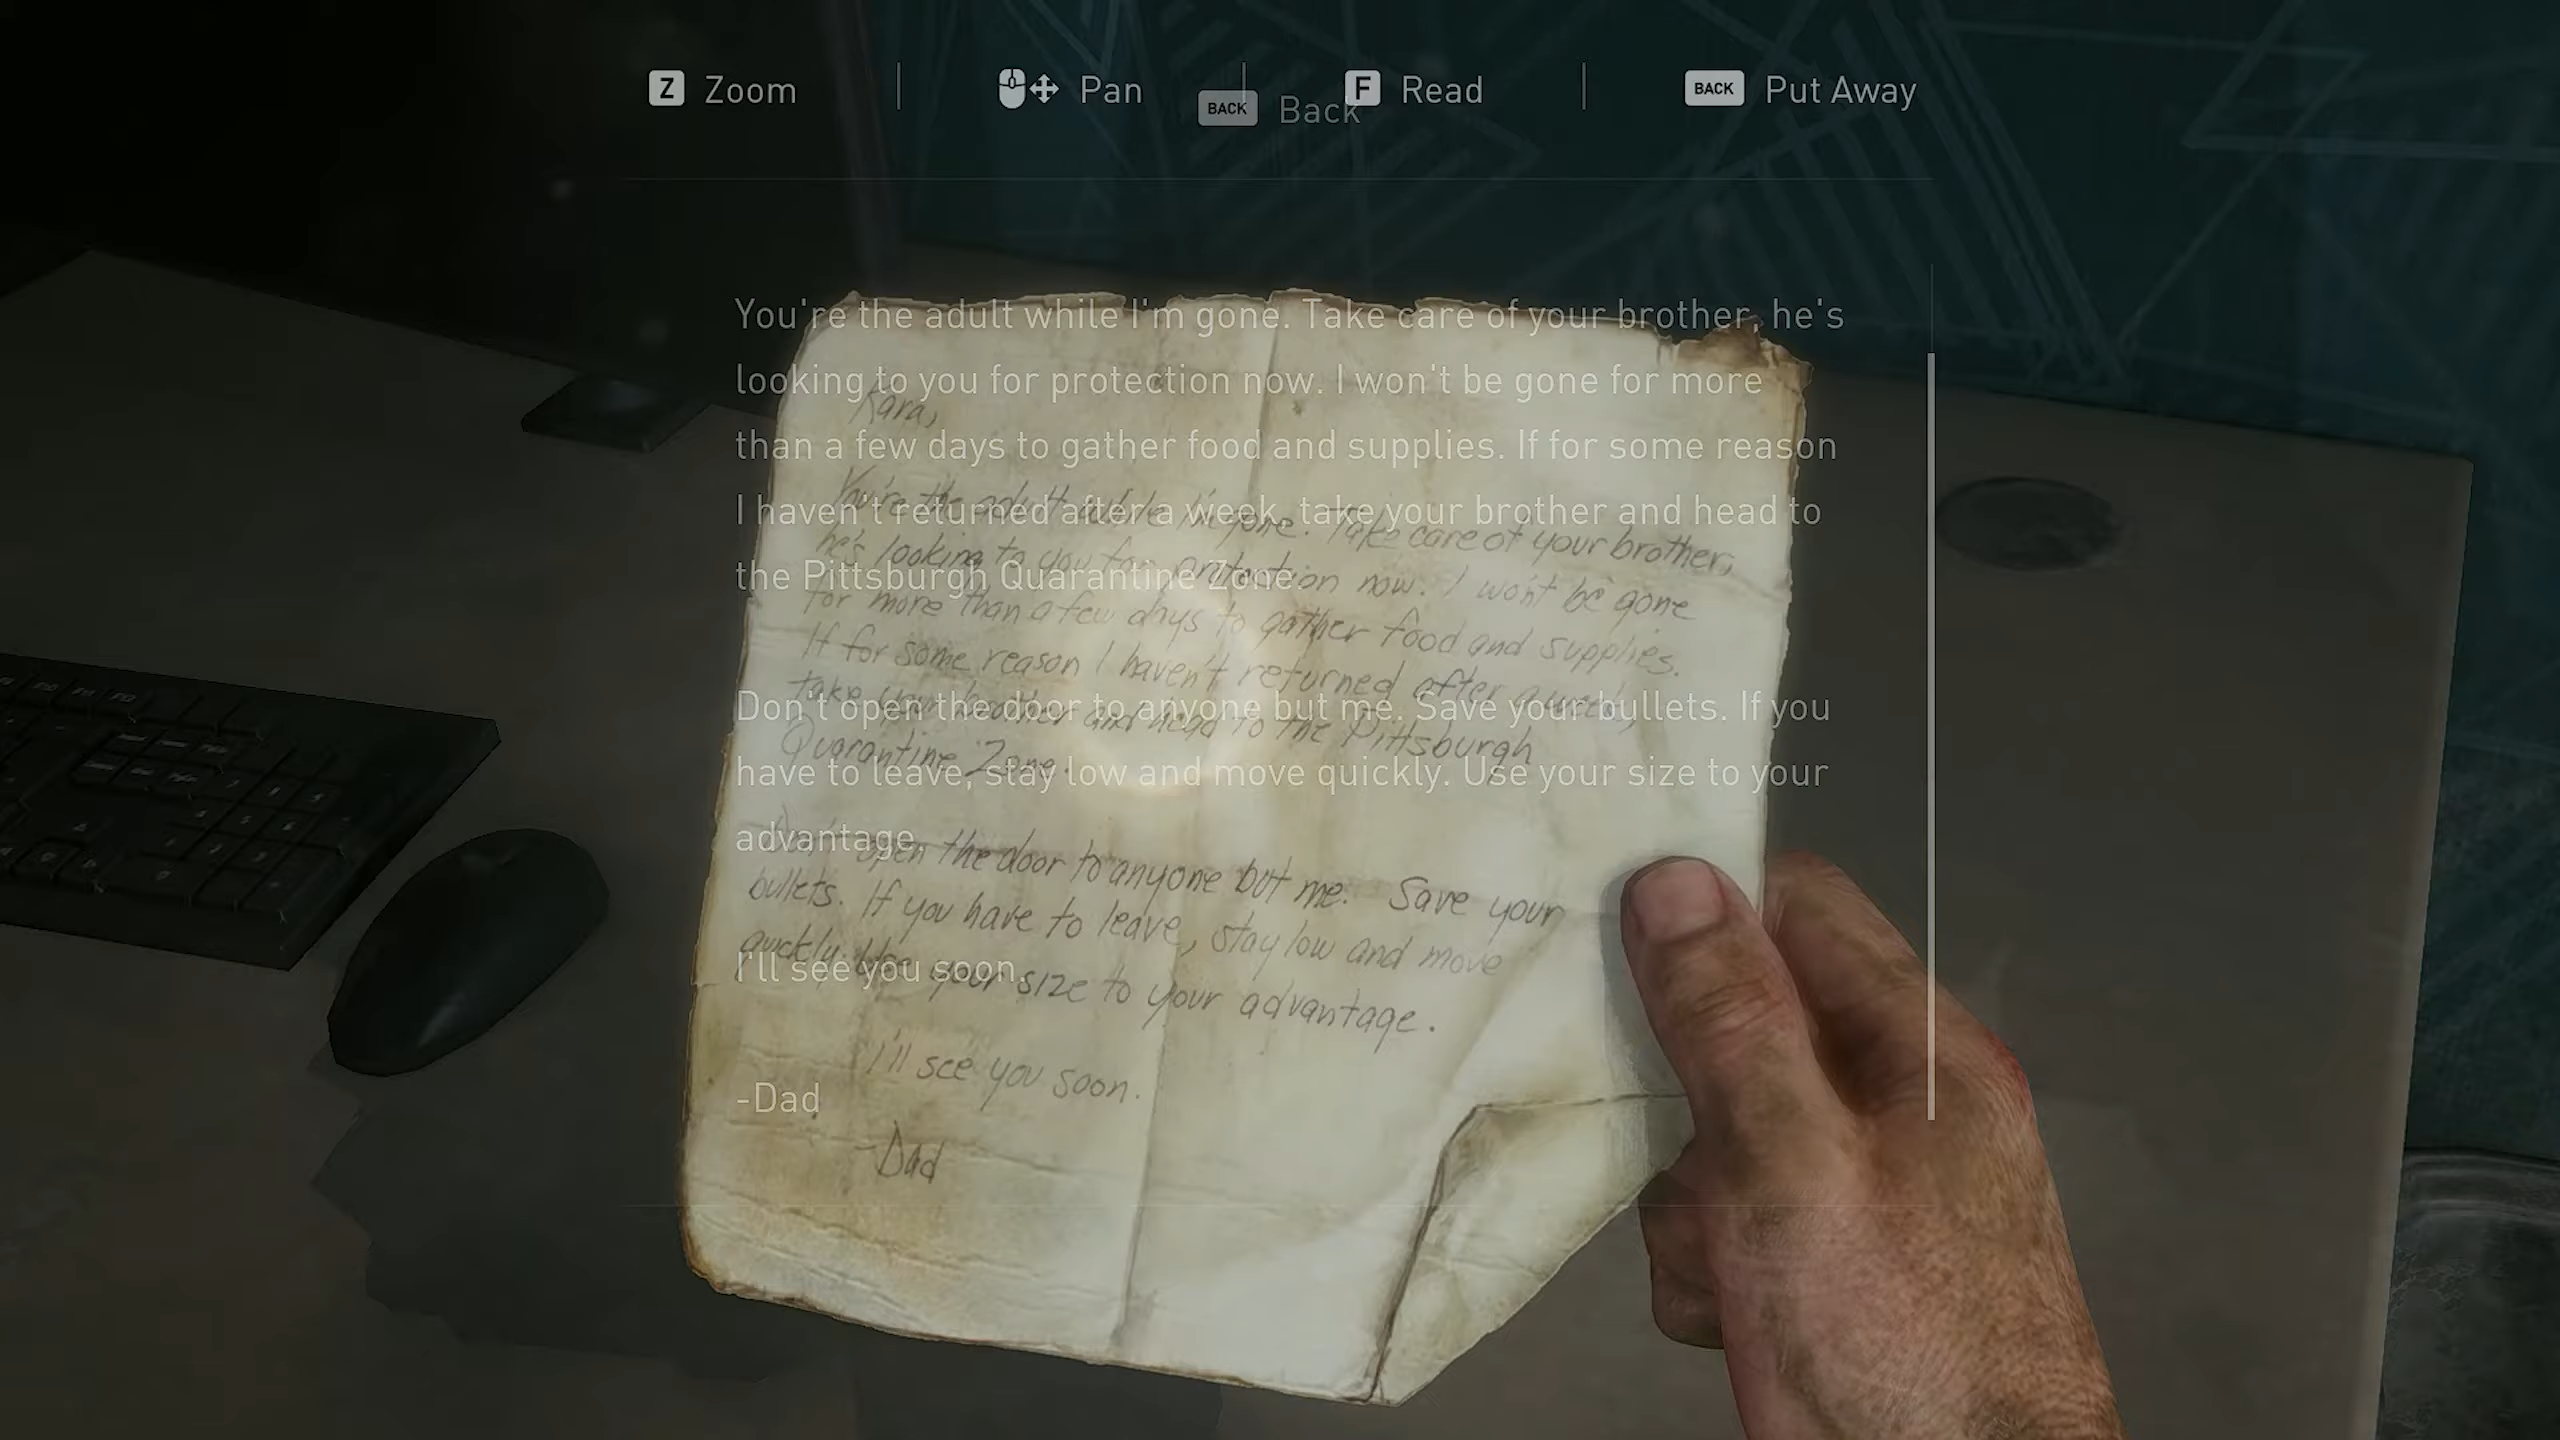 Z Zoom
Pan
F Read
BACK Put Away
BACK Back
You're the adult while I'm gone. Take care of your brother, he's
looking to you for protection now. I won't be gone for more
than a few days to gather food and supplies. If for some reason
I haven't returned after a week, take your brother and head to
the Pittsburgh Quarantine Zone.
Don't open the door to anyone but me. Save your bullets. If you
have to leave, stay low and move quickly. Use your size to your
advantage.
I'll see you soon.
-Dad
Kara,
You're the adult while I'm gone. Take care of your brother,
he's looking to you for protection now. I won't be gone
for more than a few days to gather food and supplies.
If for some reason I haven't returned after a week,
take your brother and head to the Pittsburgh
Quarantine Zone.
Don't open the door to anyone but me. Save your
bullets. If you have to leave, stay low and move
quickly. Use your size to your advantage.
I'll see you soon.
-Dad